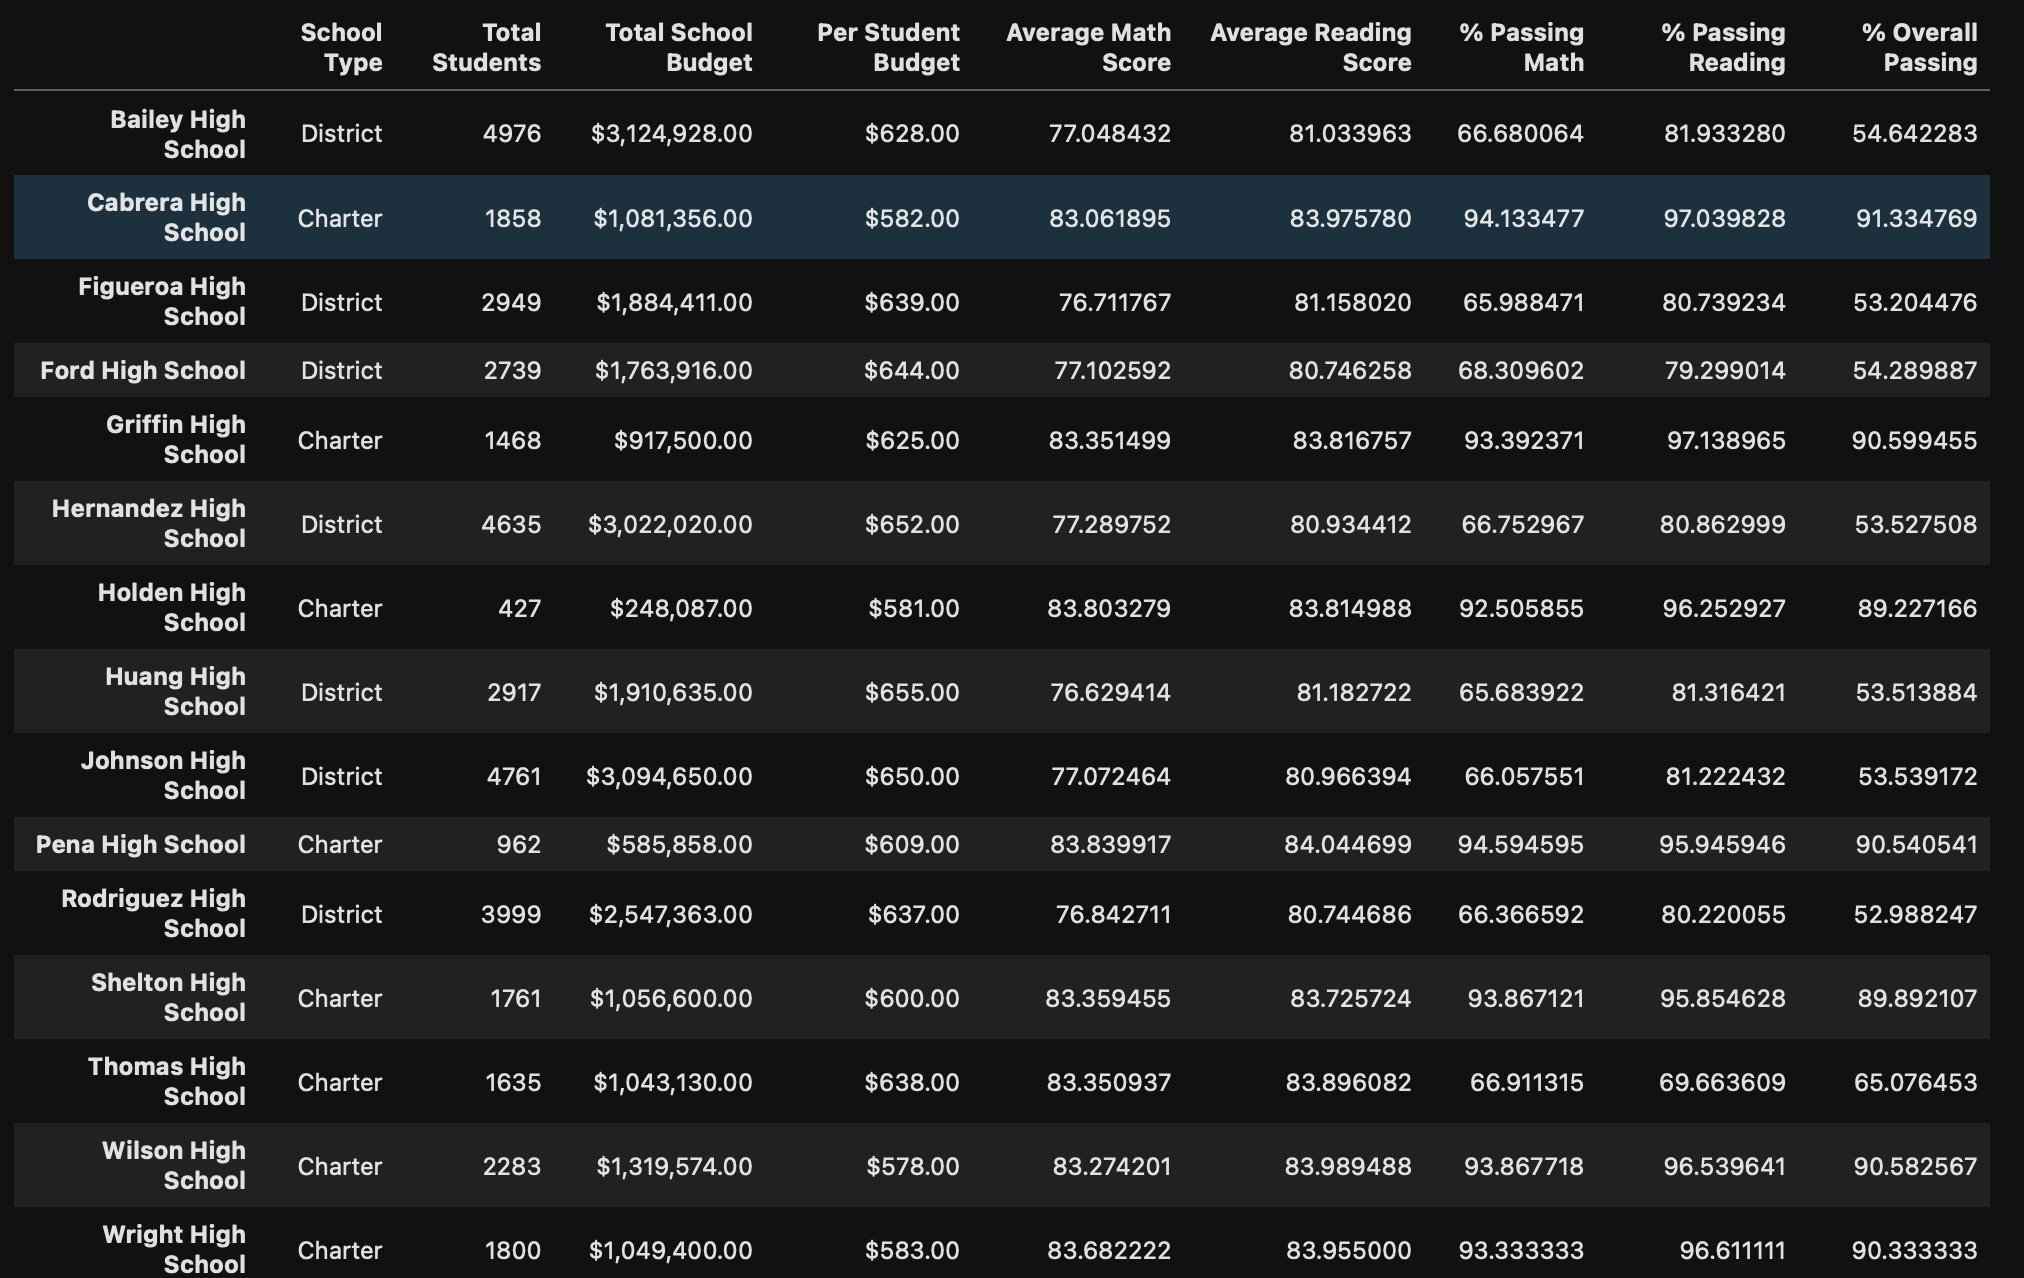 School Type Total Students Total School Budget Per Student Budget Average Math Score Average Reading Score % Passing Math % Passing Reading % Overall Passing
Bailey High School District 4976 $3,124,928.00 $628.00 77.048432 81.033963 66.680064 81.933280 54.642283
Cabrera High School Charter 1858 $1,081,356.00 $582.00 83.061895 83.975780 94.133477 97.039828 91.334769
Figueroa High School District 2949 $1,884,411.00 $639.00 76.711767 81.158020 65.988471 80.739234 53.204476
Ford High School District 2739 $1,763,916.00 $644.00 77.102592 80.746258 68.309602 79.299014 54.289887
Griffin High School Charter 1468 $917,500.00 $625.00 83.351499 83.816757 93.392371 97.138965 90.599455
Hernandez High School District 4635 $3,022,020.00 $652.00 77.289752 80.934412 66.752967 80.862999 53.527508
Holden High School Charter 427 $248,087.00 $581.00 83.803279 83.814988 92.505855 96.252927 89.227166
Huang High School District 2917 $1,910,635.00 $655.00 76.629414 81.182722 65.683922 81.316421 53.513884
Johnson High School District 4761 $3,094,650.00 $650.00 77.072464 80.966394 66.057551 81.222432 53.539172
Pena High School Charter 962 $585,858.00 $609.00 83.839917 84.044699 94.594595 95.945946 90.540541
Rodriguez High School District 3999 $2,547,363.00 $637.00 76.842711 80.744686 66.366592 80.220055 52.988247
Shelton High School Charter 1761 $1,056,600.00 $600.00 83.359455 83.725724 93.867121 95.854628 89.892107
Thomas High School Charter 1635 $1,043,130.00 $638.00 83.350937 83.896082 66.911315 69.663609 65.076453
Wilson High School Charter 2283 $1,319,574.00 $578.00 83.274201 83.989488 93.867718 96.539641 90.582567
Wright High School Charter 1800 $1,049,400.00 $583.00 83.682222 83.955000 93.333333 96.611111 90.333333